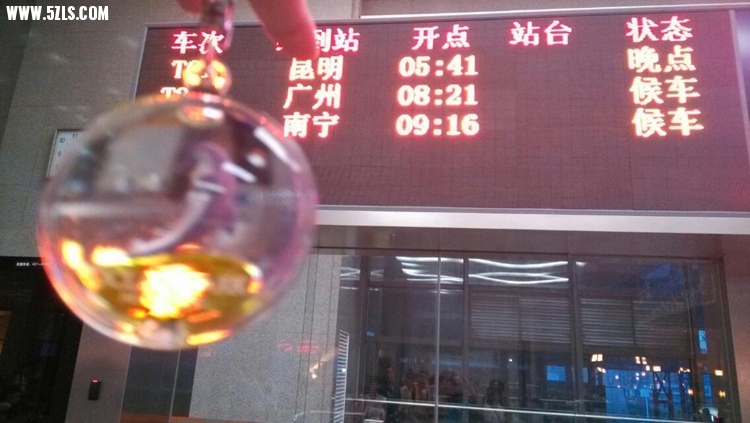 WWW.5ZLS.COM
车次 到站 开点 站台 状态
昆明 05:41 晚点
广州 08:21 候车
南宁 09:16 候车